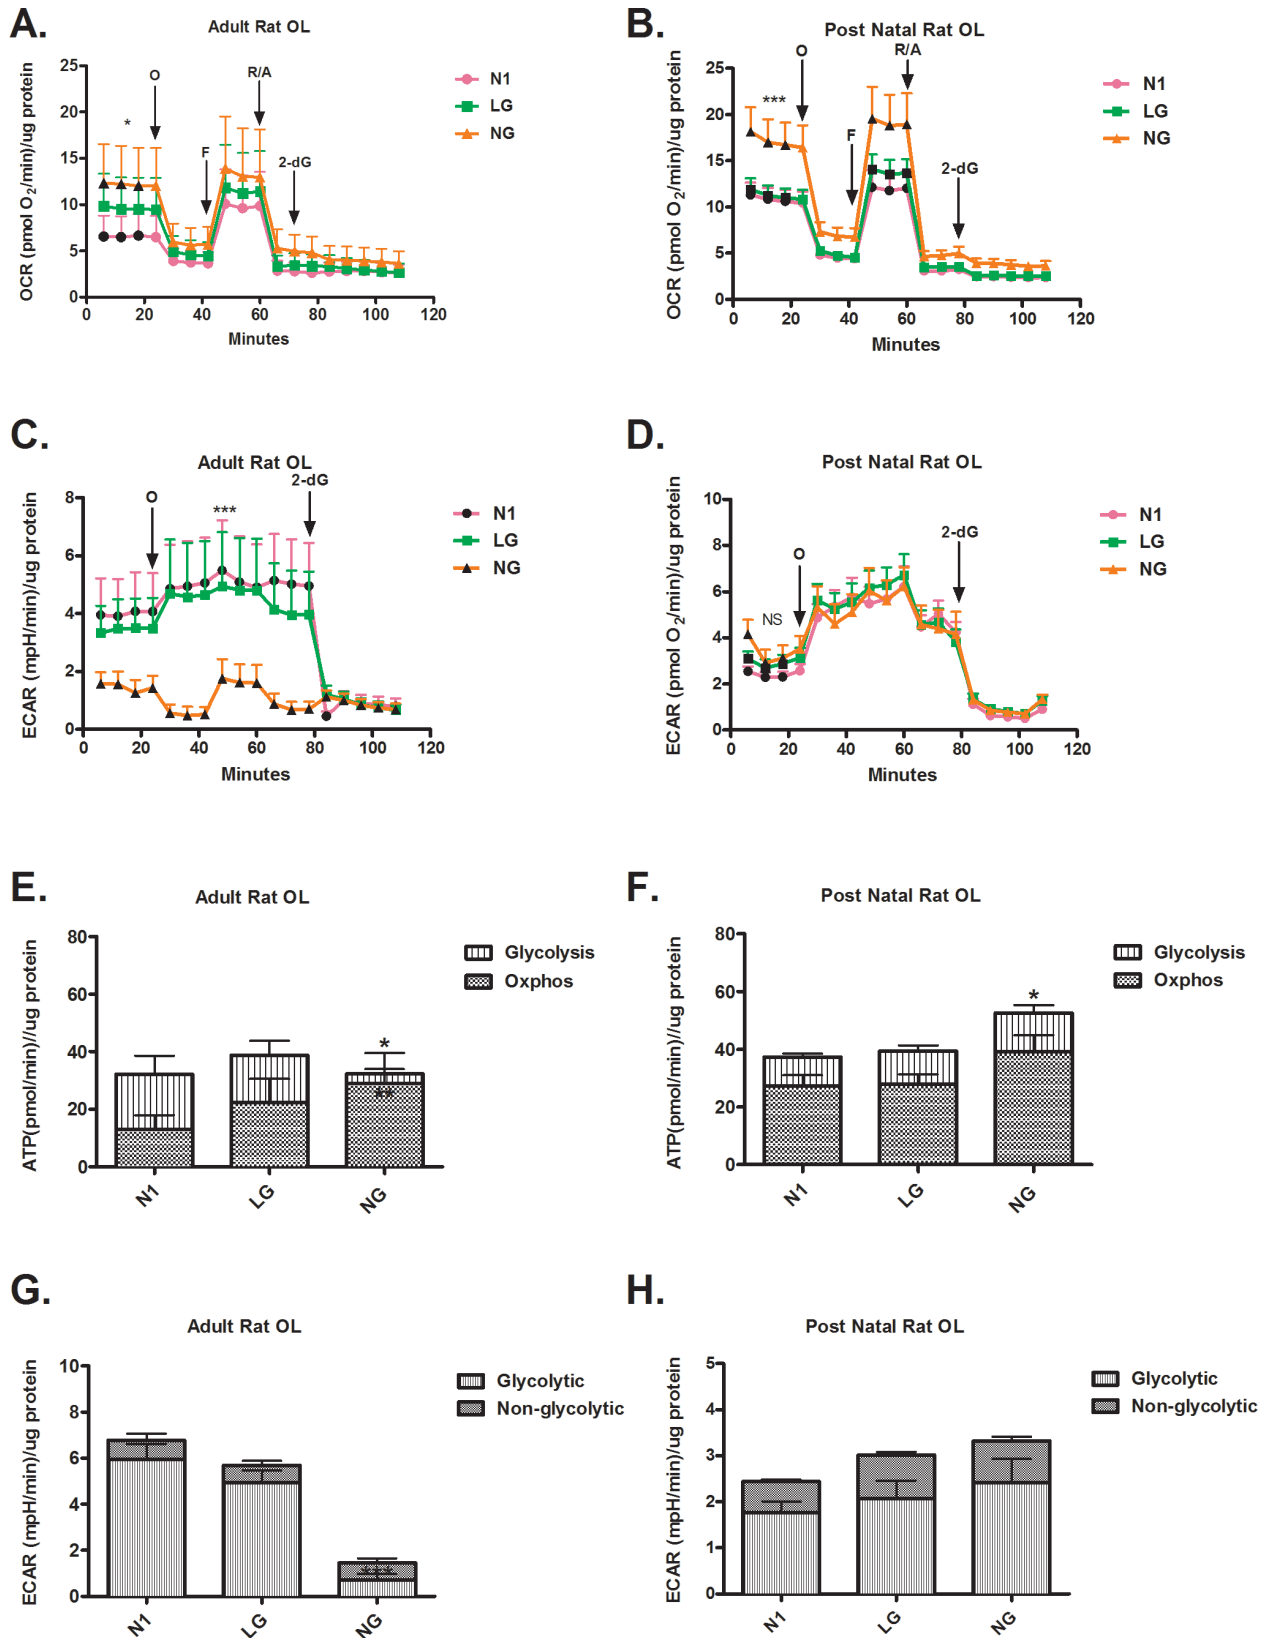 A.
Adult Rat OL
OCR (pmol O2/min)/ug protein
25
20
15
10
5
0
*
O
F
R/A
2-dG
0 20 40 60 80 100 120
Minutes
N1
LG
NG
B.
Post Natal Rat OL
OCR (pmol O2/min)/ug protein
25
20
15
10
5
0
***
O
F
R/A
2-dG
0 20 40 60 80 100 120
Minutes
N1
LG
NG
C.
Adult Rat OL
ECAR (mpH/min)/ug protein
8
6
4
2
0
O
***
2-dG
0 20 40 60 80 100 120
Minutes
N1
LG
NG
D.
Post Natal Rat OL
ECAR (pmol O2/min)/ug protein
10
8
6
4
2
0
NS
O
2-dG
0 20 40 60 80 100 120
Minutes
N1
LG
NG
E.
Adult Rat OL
ATP(pmol/min)//ug protein
80
60
40
20
0
*
**
N1 LG NG
Glycolysis
Oxphos
F.
Post Natal Rat OL
ATP(pmol/min)//ug protein
80
60
40
20
0
*
N1 LG NG
Glycolysis
Oxphos
G.
Adult Rat OL
ECAR (mpH/min)/ug protein
10
8
6
4
2
0
***
N1 LG NG
Glycolytic
Non-glycolytic
H.
Post Natal Rat OL
ECAR (mpH/min)/ug protein
5
4
3
2
1
0
N1 LG NG
Glycolytic
Non-glycolytic